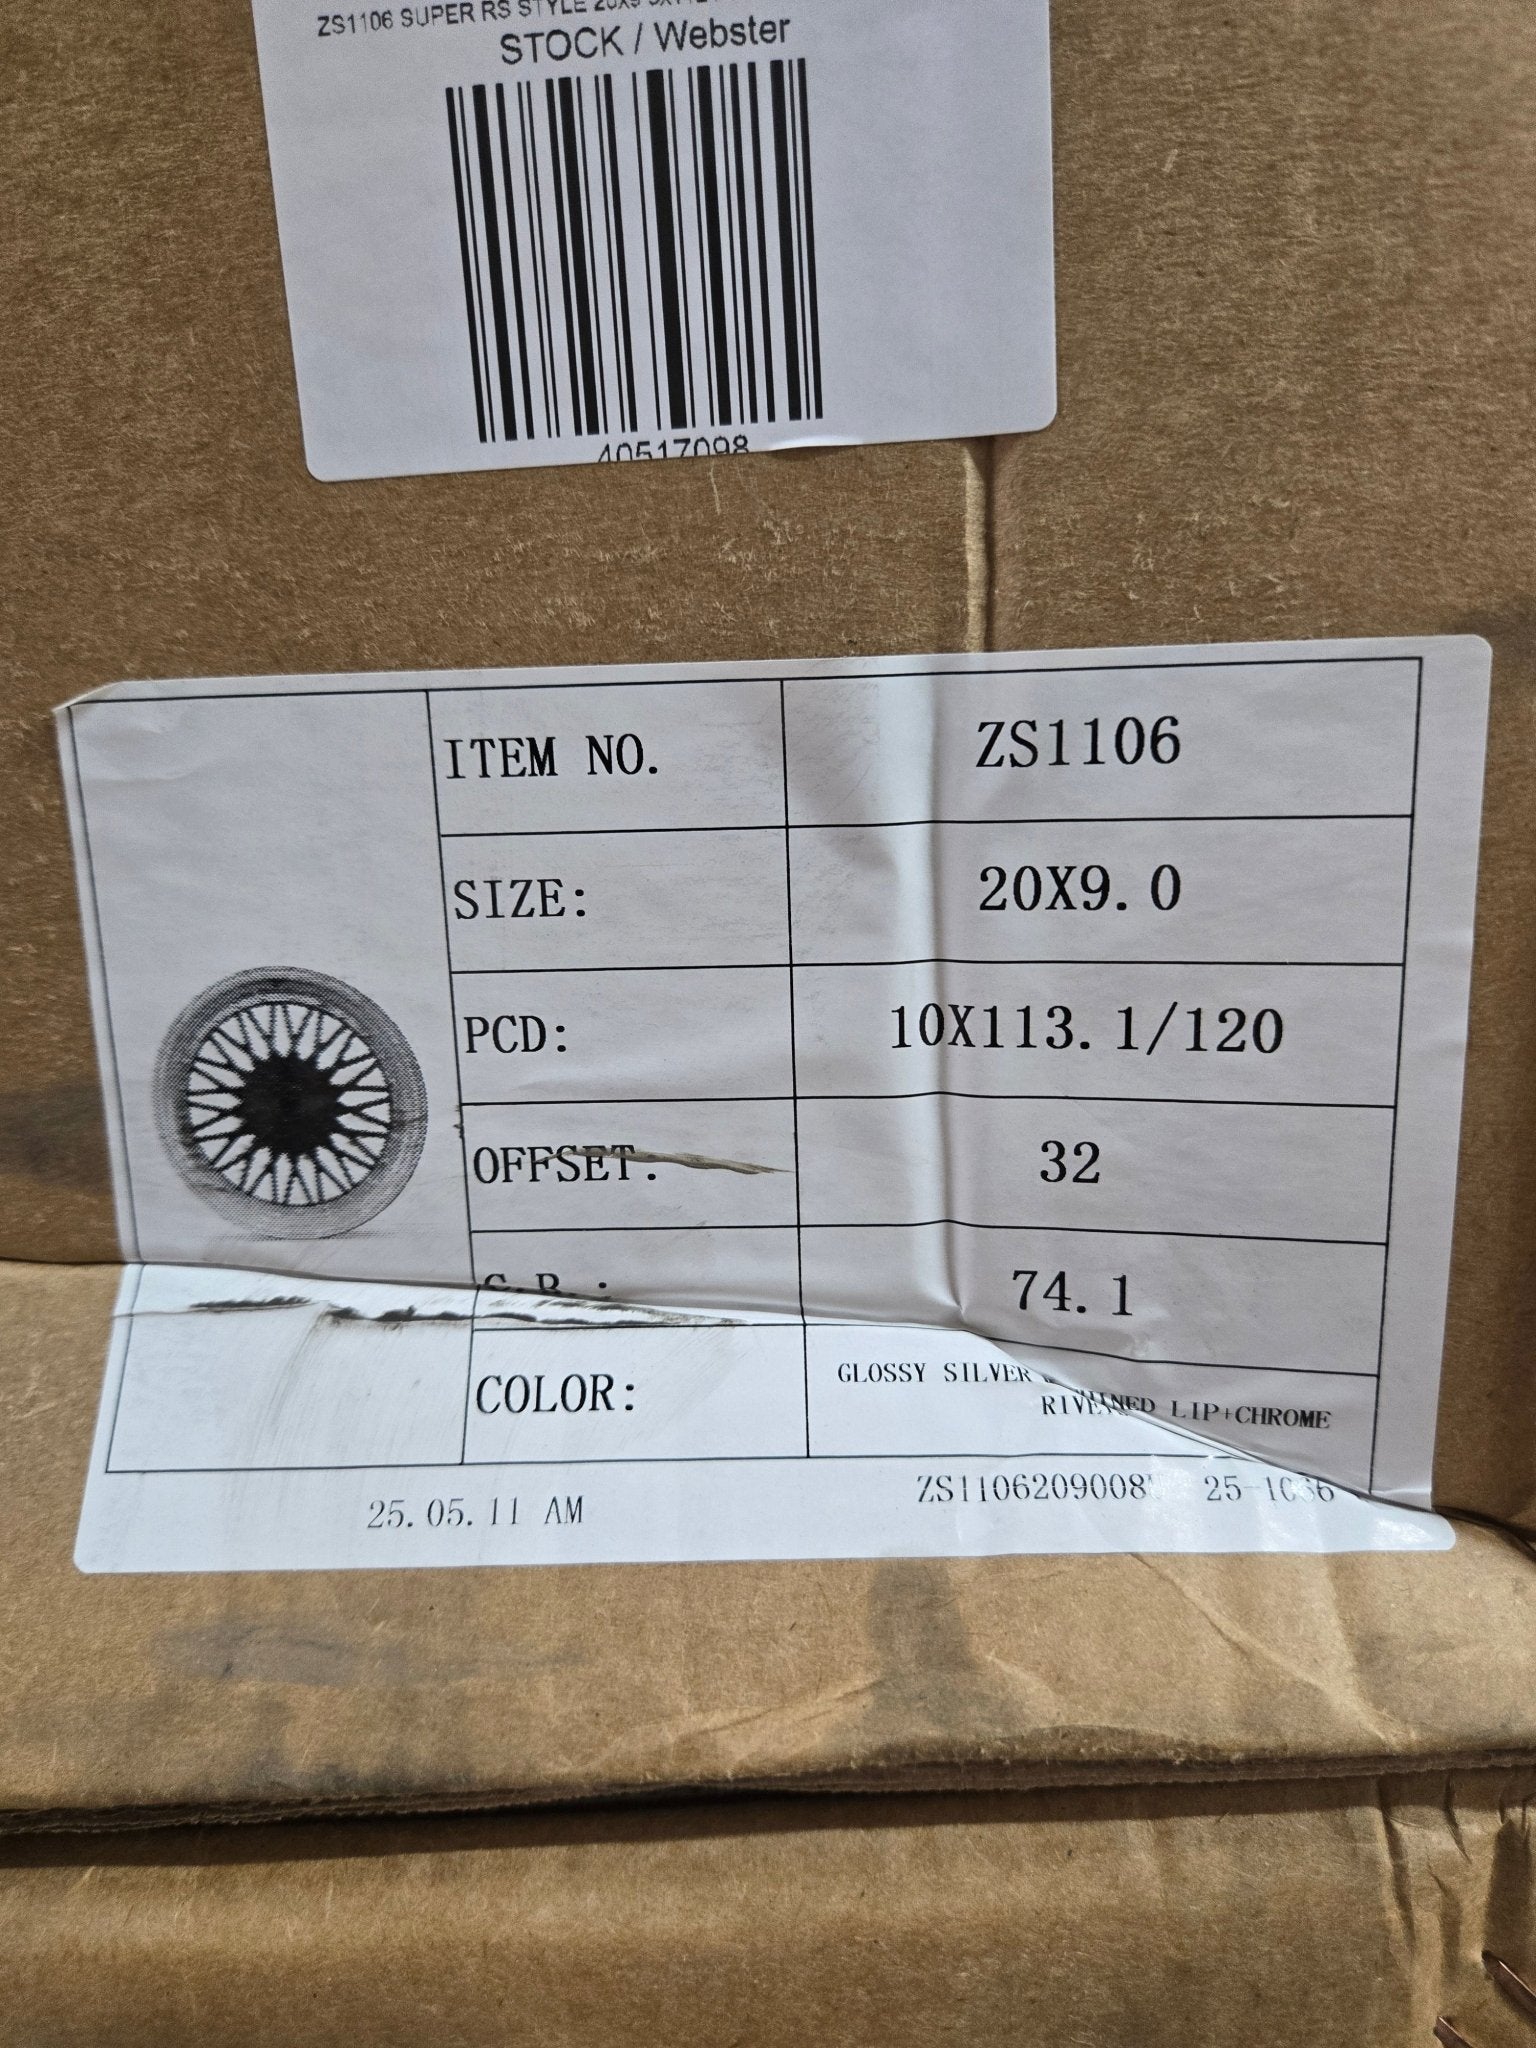 ZS1106 SUPER RS STYLE 20X9
STOCK / Webster
40517098
ITEM NO. ZS1106
SIZE: 20X9.0
PCD: 10X113.1/120
OFFSET: 32
C.B.: 74.1
COLOR: GLOSSY SILVER
LIP+CHROME
25.05.11 AM